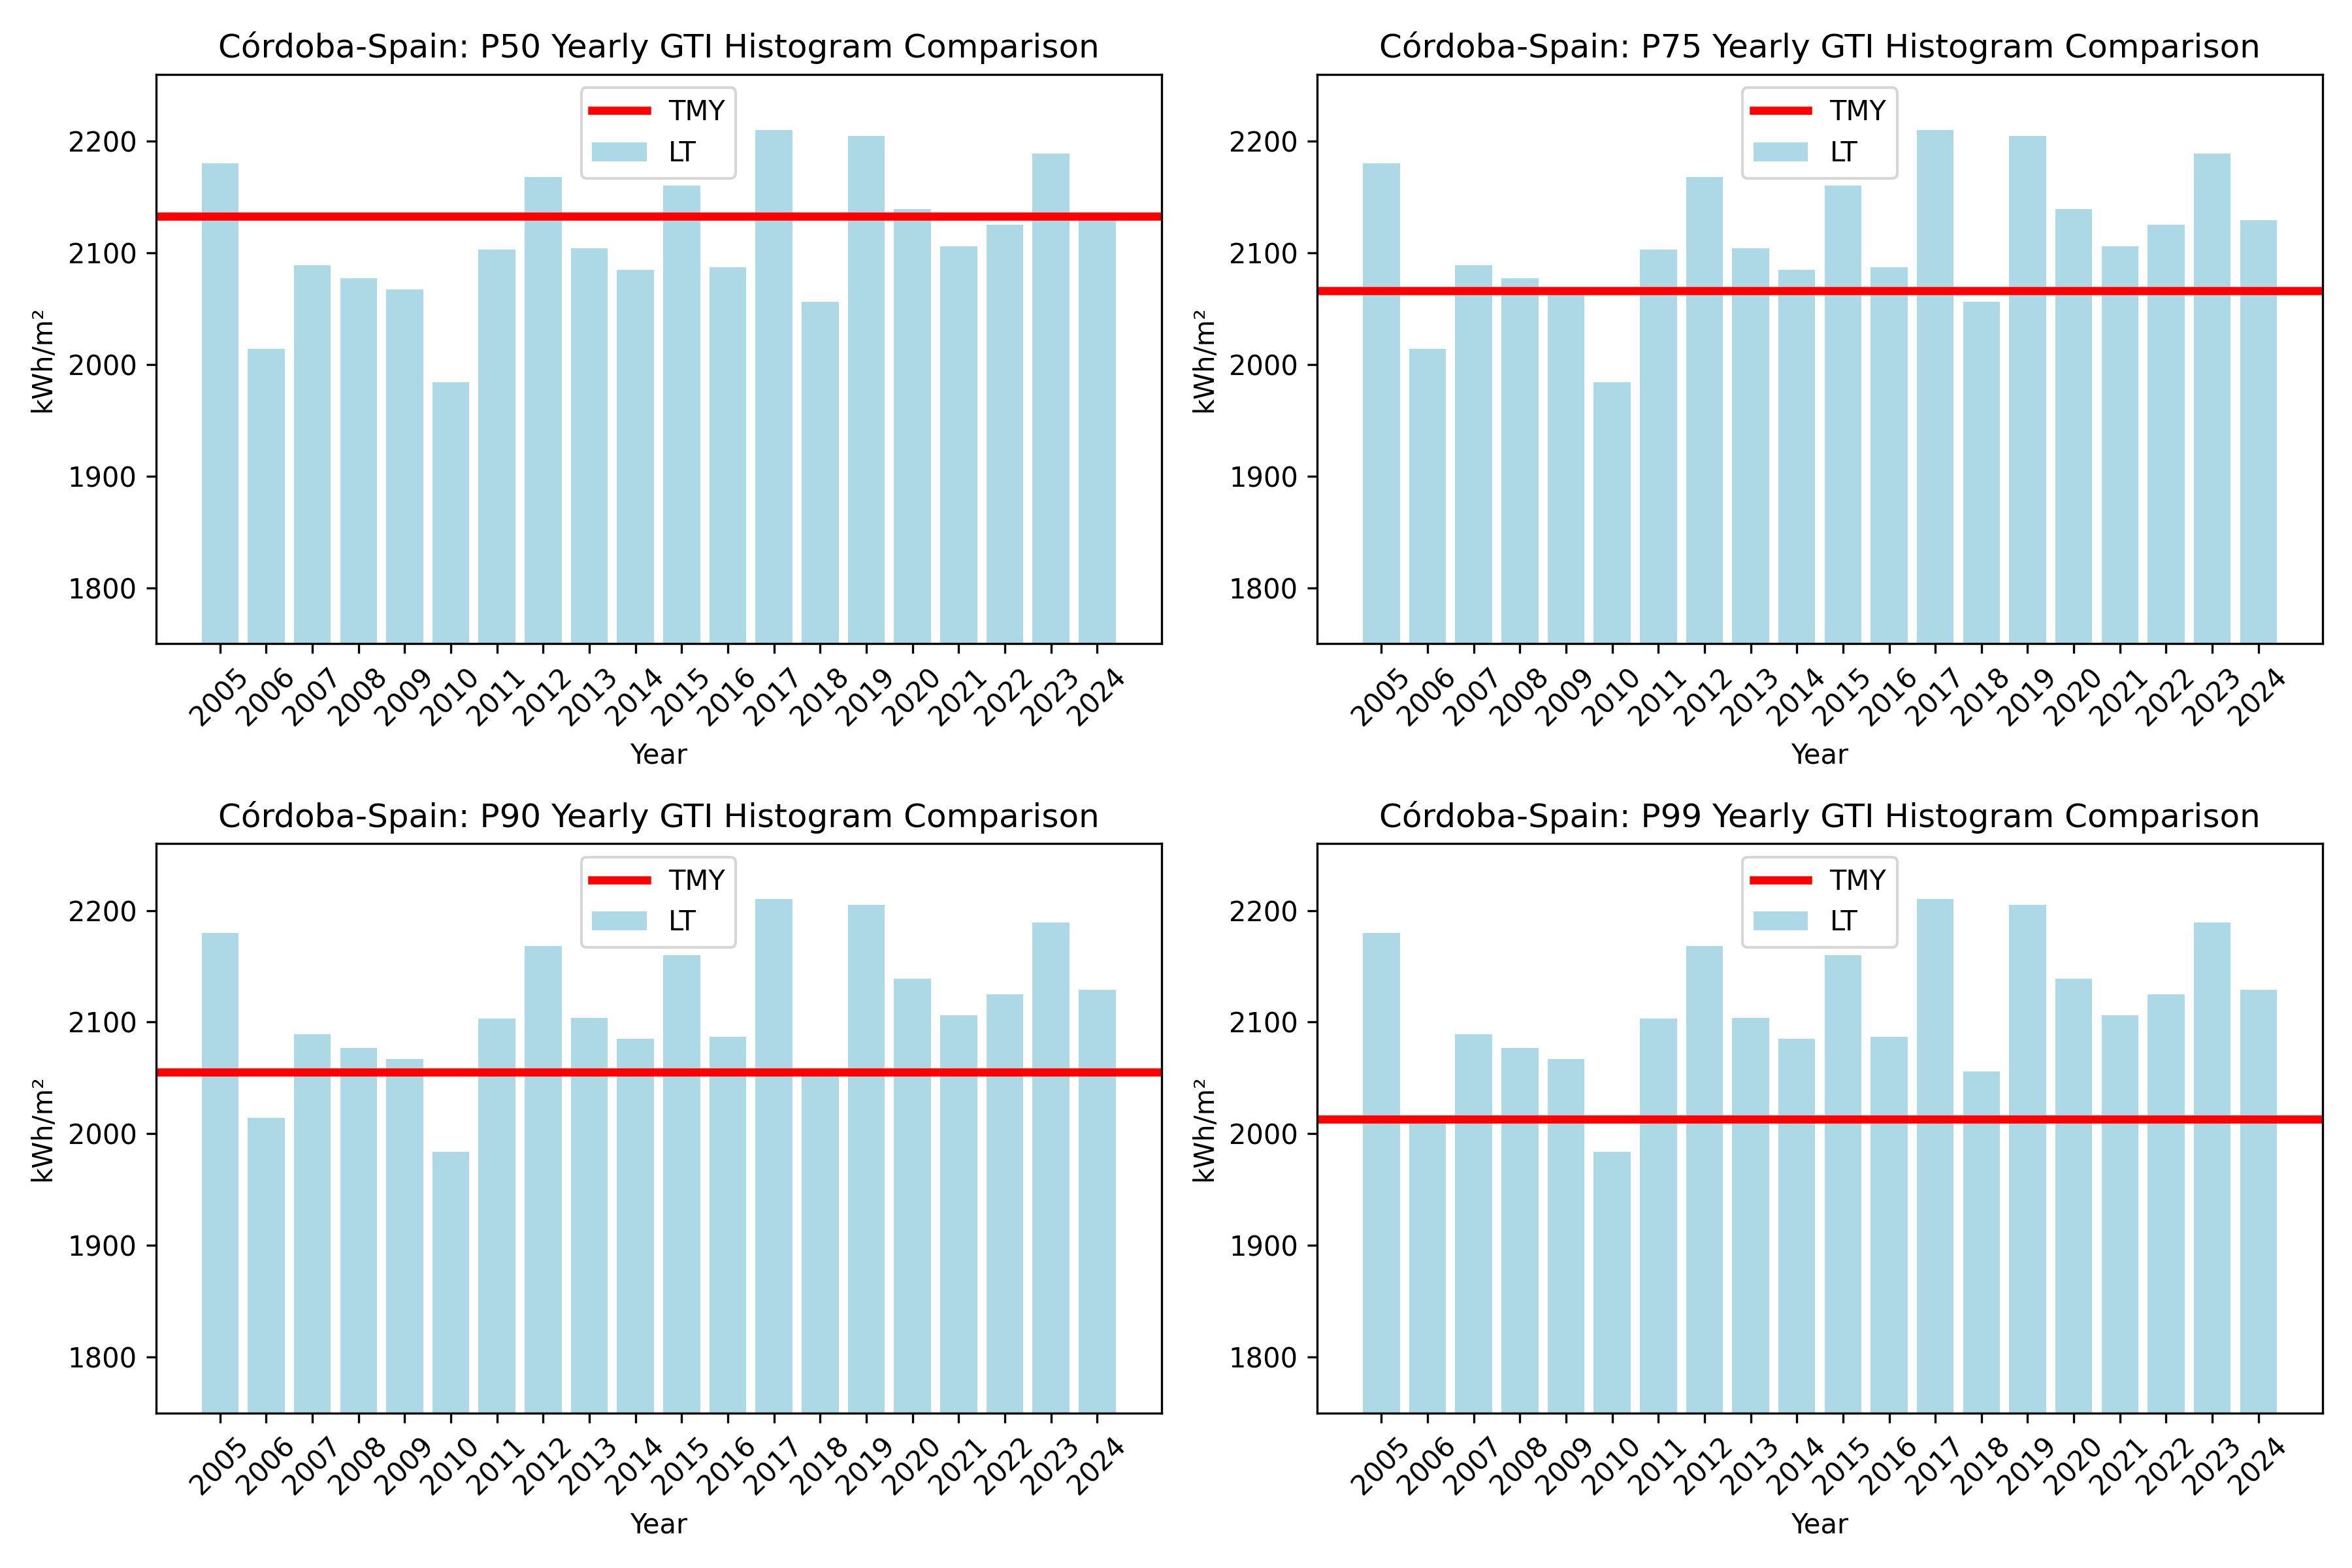 Córdoba-Spain: P50 Yearly GTI Histogram Comparison
TMY
LT
2200
2100
2000
1900
1800
kWh/m²
2005 2006 2007 2008 2009 2010 2011 2012 2013 2014 2015 2016 2017 2018 2019 2020 2021 2022 2023 2024
Year
Córdoba-Spain: P75 Yearly GTI Histogram Comparison
TMY
LT
2200
2100
2000
1900
1800
kWh/m²
2005 2006 2007 2008 2009 2010 2011 2012 2013 2014 2015 2016 2017 2018 2019 2020 2021 2022 2023 2024
Year
Córdoba-Spain: P90 Yearly GTI Histogram Comparison
TMY
LT
2200
2100
2000
1900
1800
kWh/m²
2005 2006 2007 2008 2009 2010 2011 2012 2013 2014 2015 2016 2017 2018 2019 2020 2021 2022 2023 2024
Year
Córdoba-Spain: P99 Yearly GTI Histogram Comparison
TMY
LT
2200
2100
2000
1900
1800
kWh/m²
2005 2006 2007 2008 2009 2010 2011 2012 2013 2014 2015 2016 2017 2018 2019 2020 2021 2022 2023 2024
Year